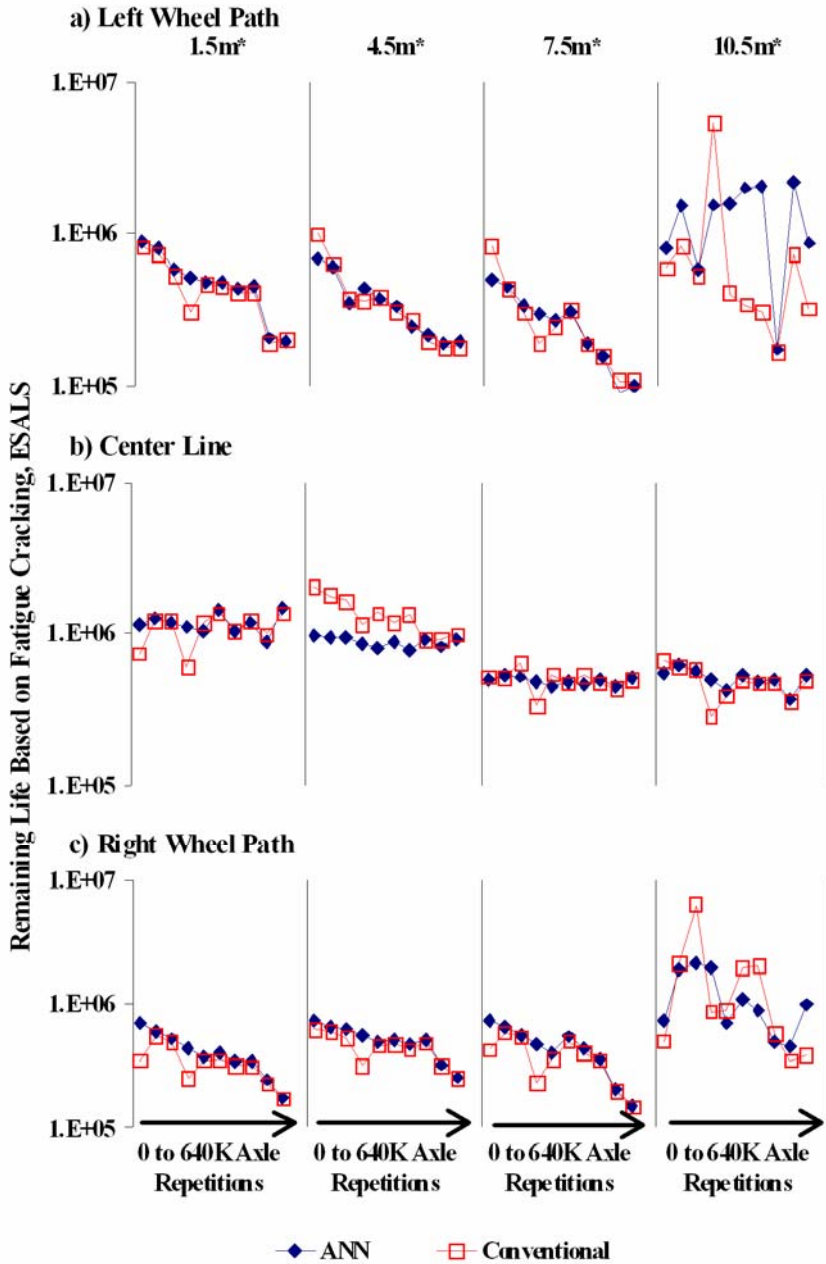 a) Left Wheel Path
1.5m* 4.5m* 7.5m* 10.5m*
1.E+07
1.E+06
1.E+05
Remaining Life Based on Fatigue Cracking, ESALS
b) Center Line
1.E+07
1.E+06
1.E+05
c) Right Wheel Path
1.E+07
1.E+06
1.E+05
0 to 640K Axle Repetitions
0 to 640K Axle Repetitions
0 to 640K Axle Repetitions
0 to 640K Axle Repetitions
ANN Conventional